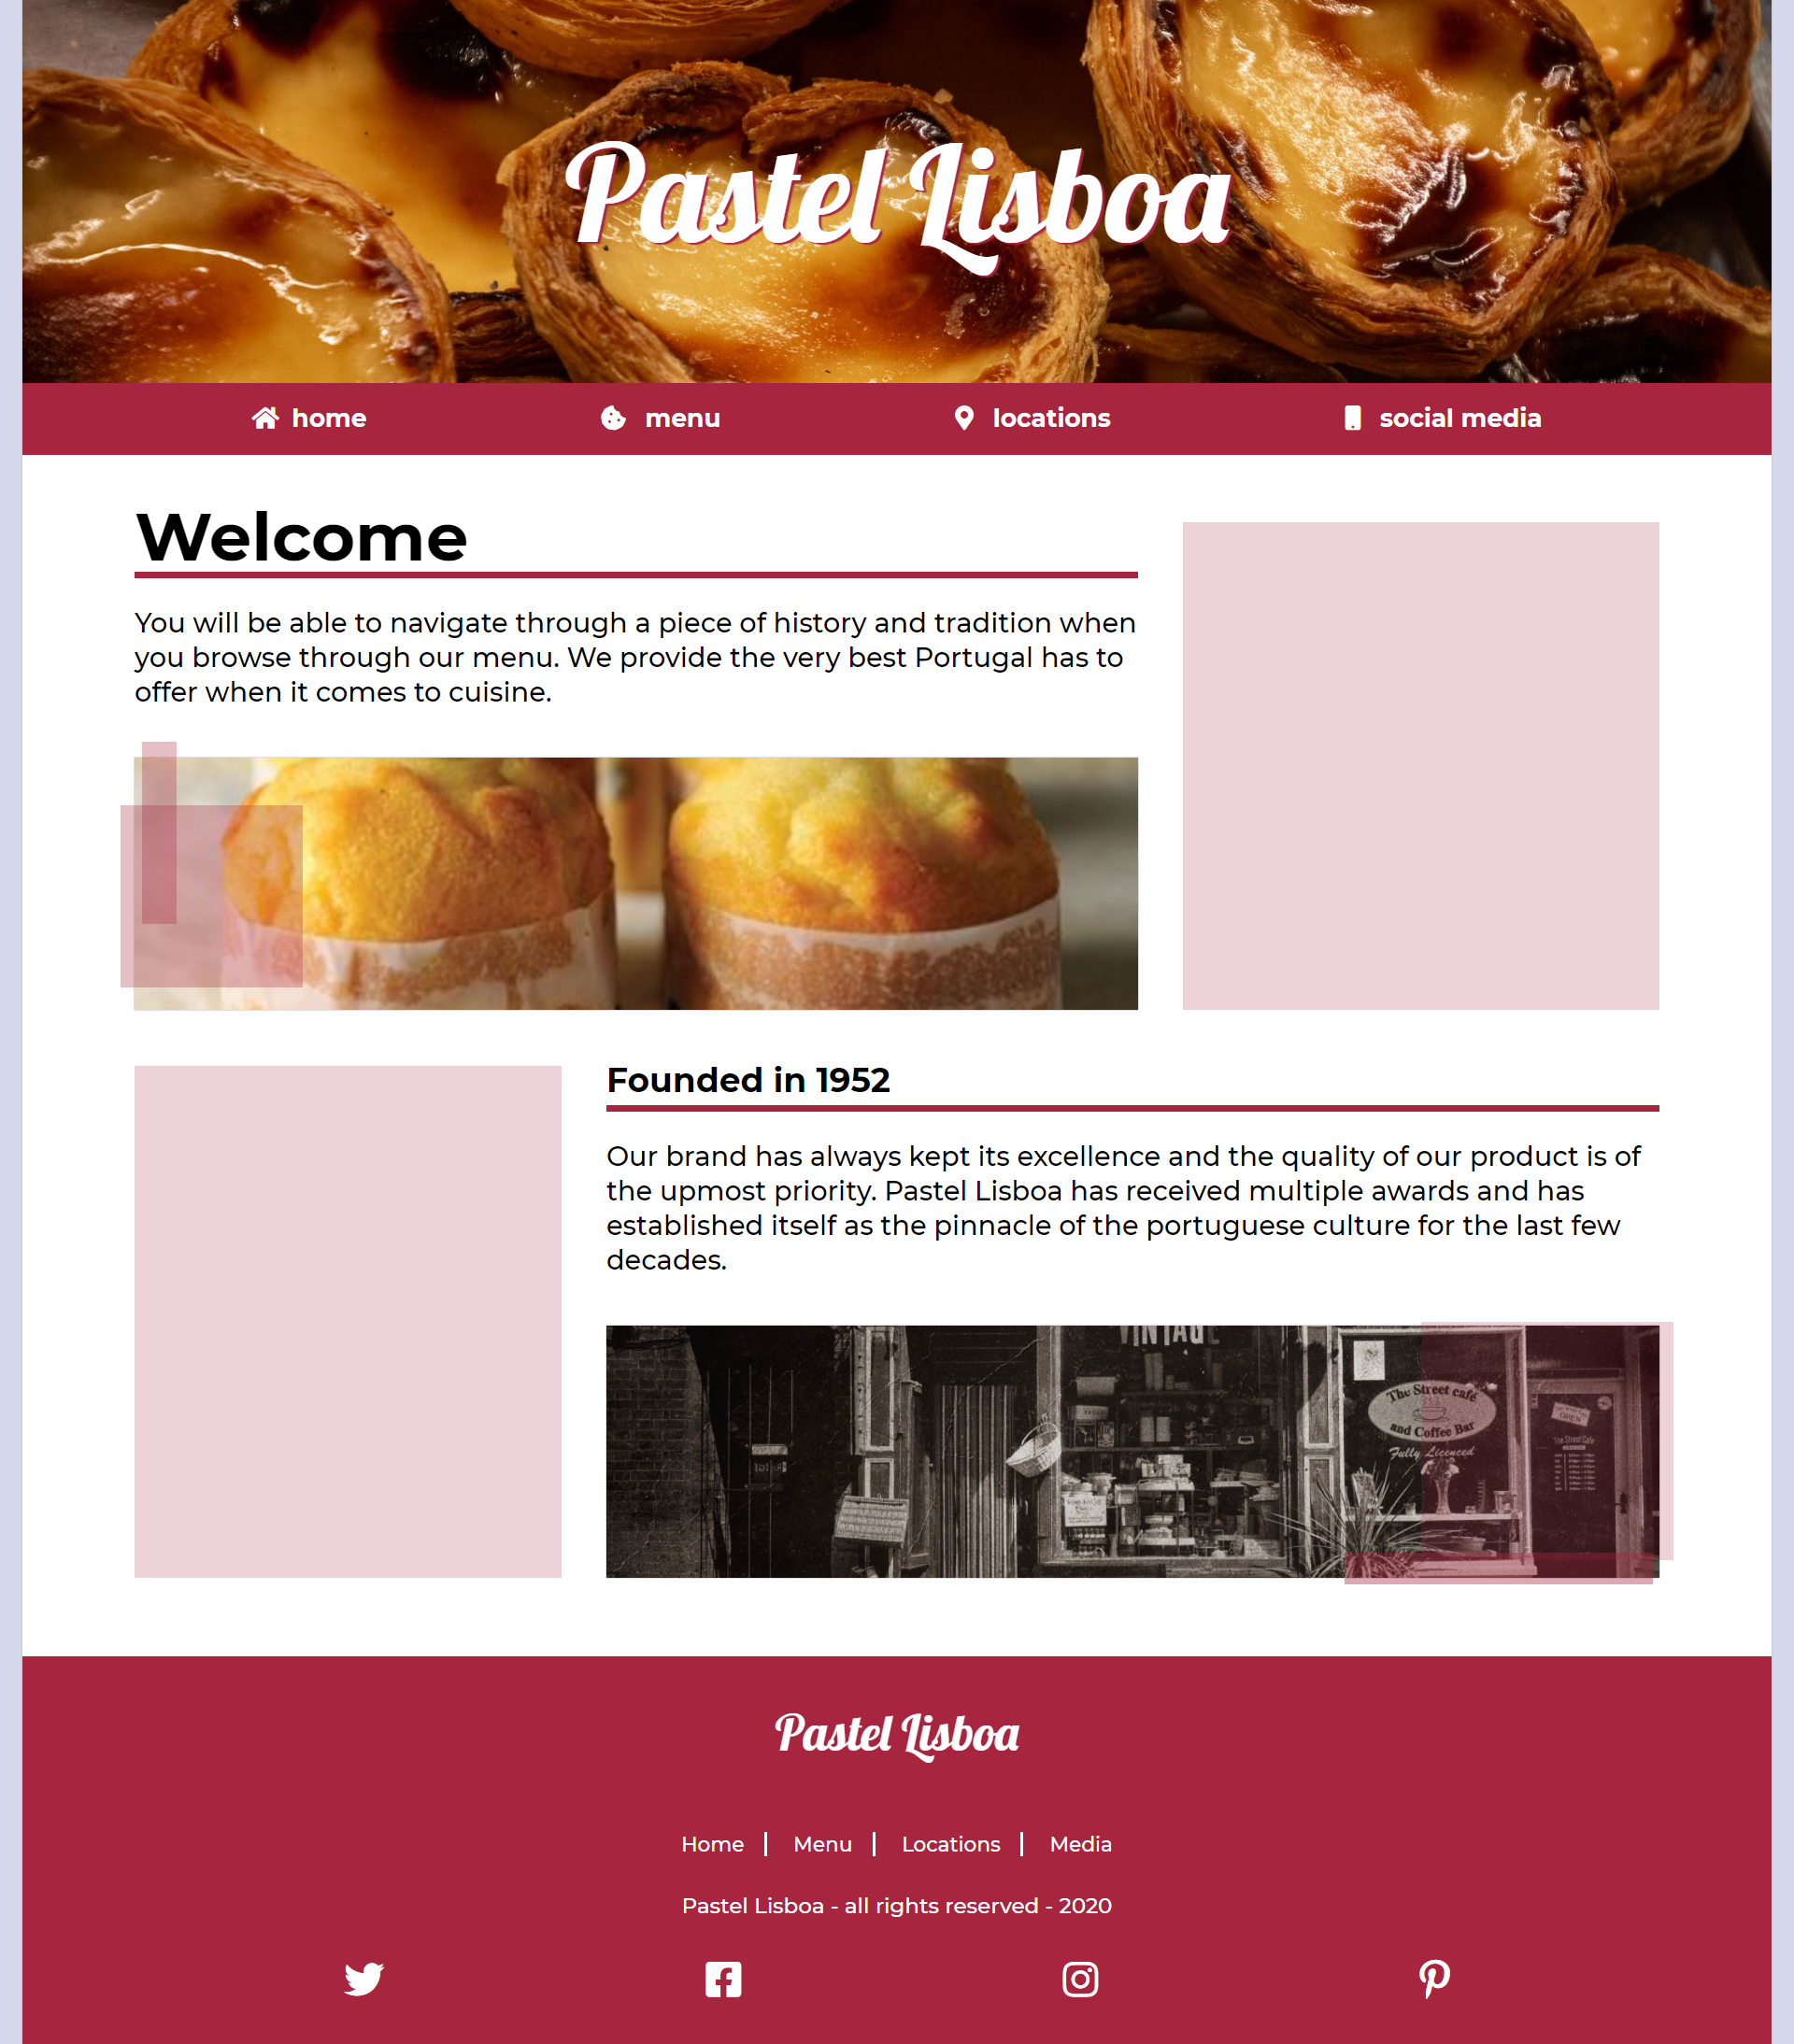 Pastel Lisboa
home
menu
locations
social media
Welcome
You will be able to navigate through a piece of history and tradition when
you browse through our menu. We provide the very best Portugal has to
offer when it comes to cuisine.
Founded in 1952
Our brand has always kept its excellence and the quality of our product is of
the upmost priority. Pastel Lisboa has received multiple awards and has
established itself as the pinnacle of the portuguese culture for the last few
decades.
VINTAGE
The Street café
and Coffee Bar
Fully Licenced
OPEN
The Street Cafe
Pastel Lisboa
Home
Menu
Locations
Media
Pastel Lisboa - all rights reserved - 2020